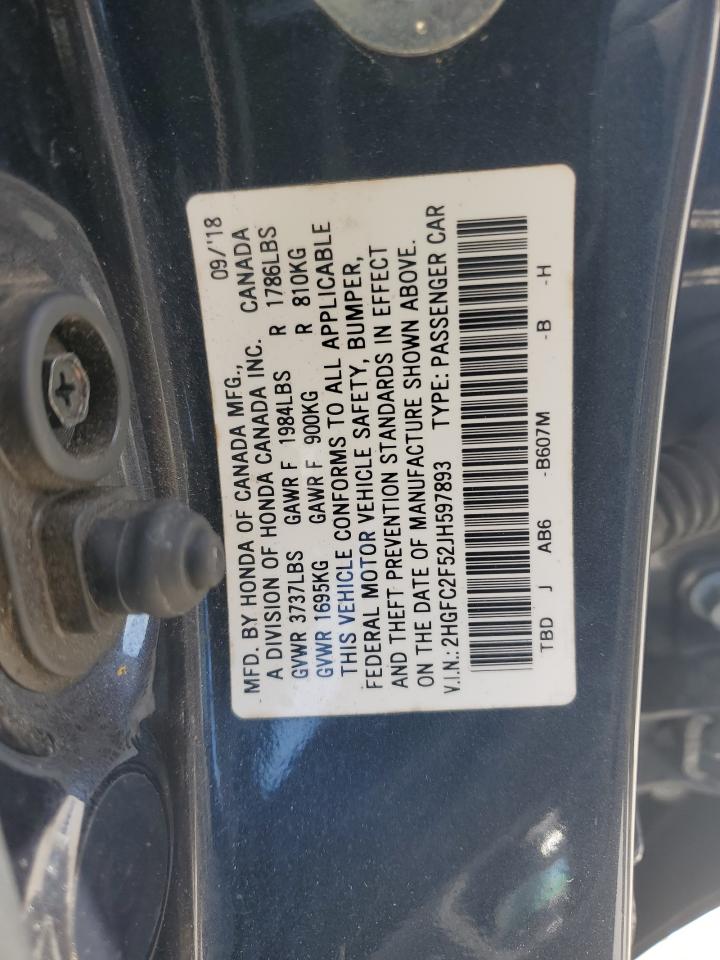 MFD. BY HONDA OF CANADA MFG., 09/'18
A DIVISION OF HONDA CANADA INC. CANADA
GVWR 3737LBS GAWR F 1984LBS R 1786LBS
GVWR 1695KG GAWR F 900KG R 810KG
THIS VEHICLE CONFORMS TO ALL APPLICABLE
FEDERAL MOTOR VEHICLE SAFETY, BUMPER,
AND THEFT PREVENTION STANDARDS IN EFFECT
ON THE DATE OF MANUFACTURE SHOWN ABOVE.
V.I.N.: 2HGFC2F52JH597893 TYPE: PASSENGER CAR
TBD J AB6 -B607M -B -H